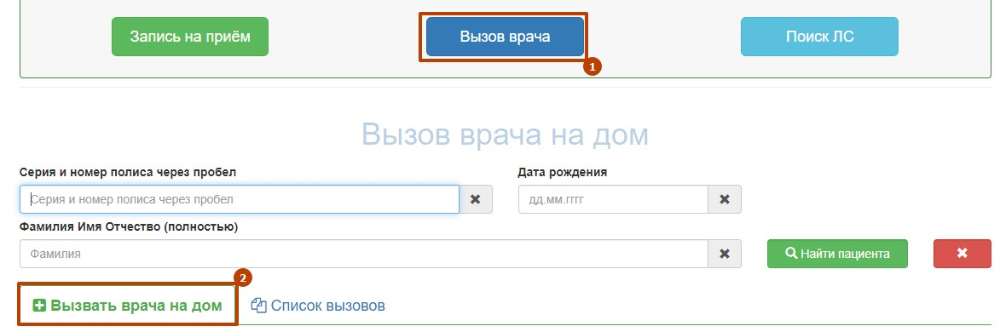 Запись на приём
Вызов врача
Поиск ЛС
1
Вызов врача на дом
Серия и номер полиса через пробел
Дата рождения
Серия и номер полиса через пробел
дд.мм.гггг
Фамилия Имя Отчество (полностью)
Фамилия
Найти пациента
2
Вызвать врача на дом
Список вызовов